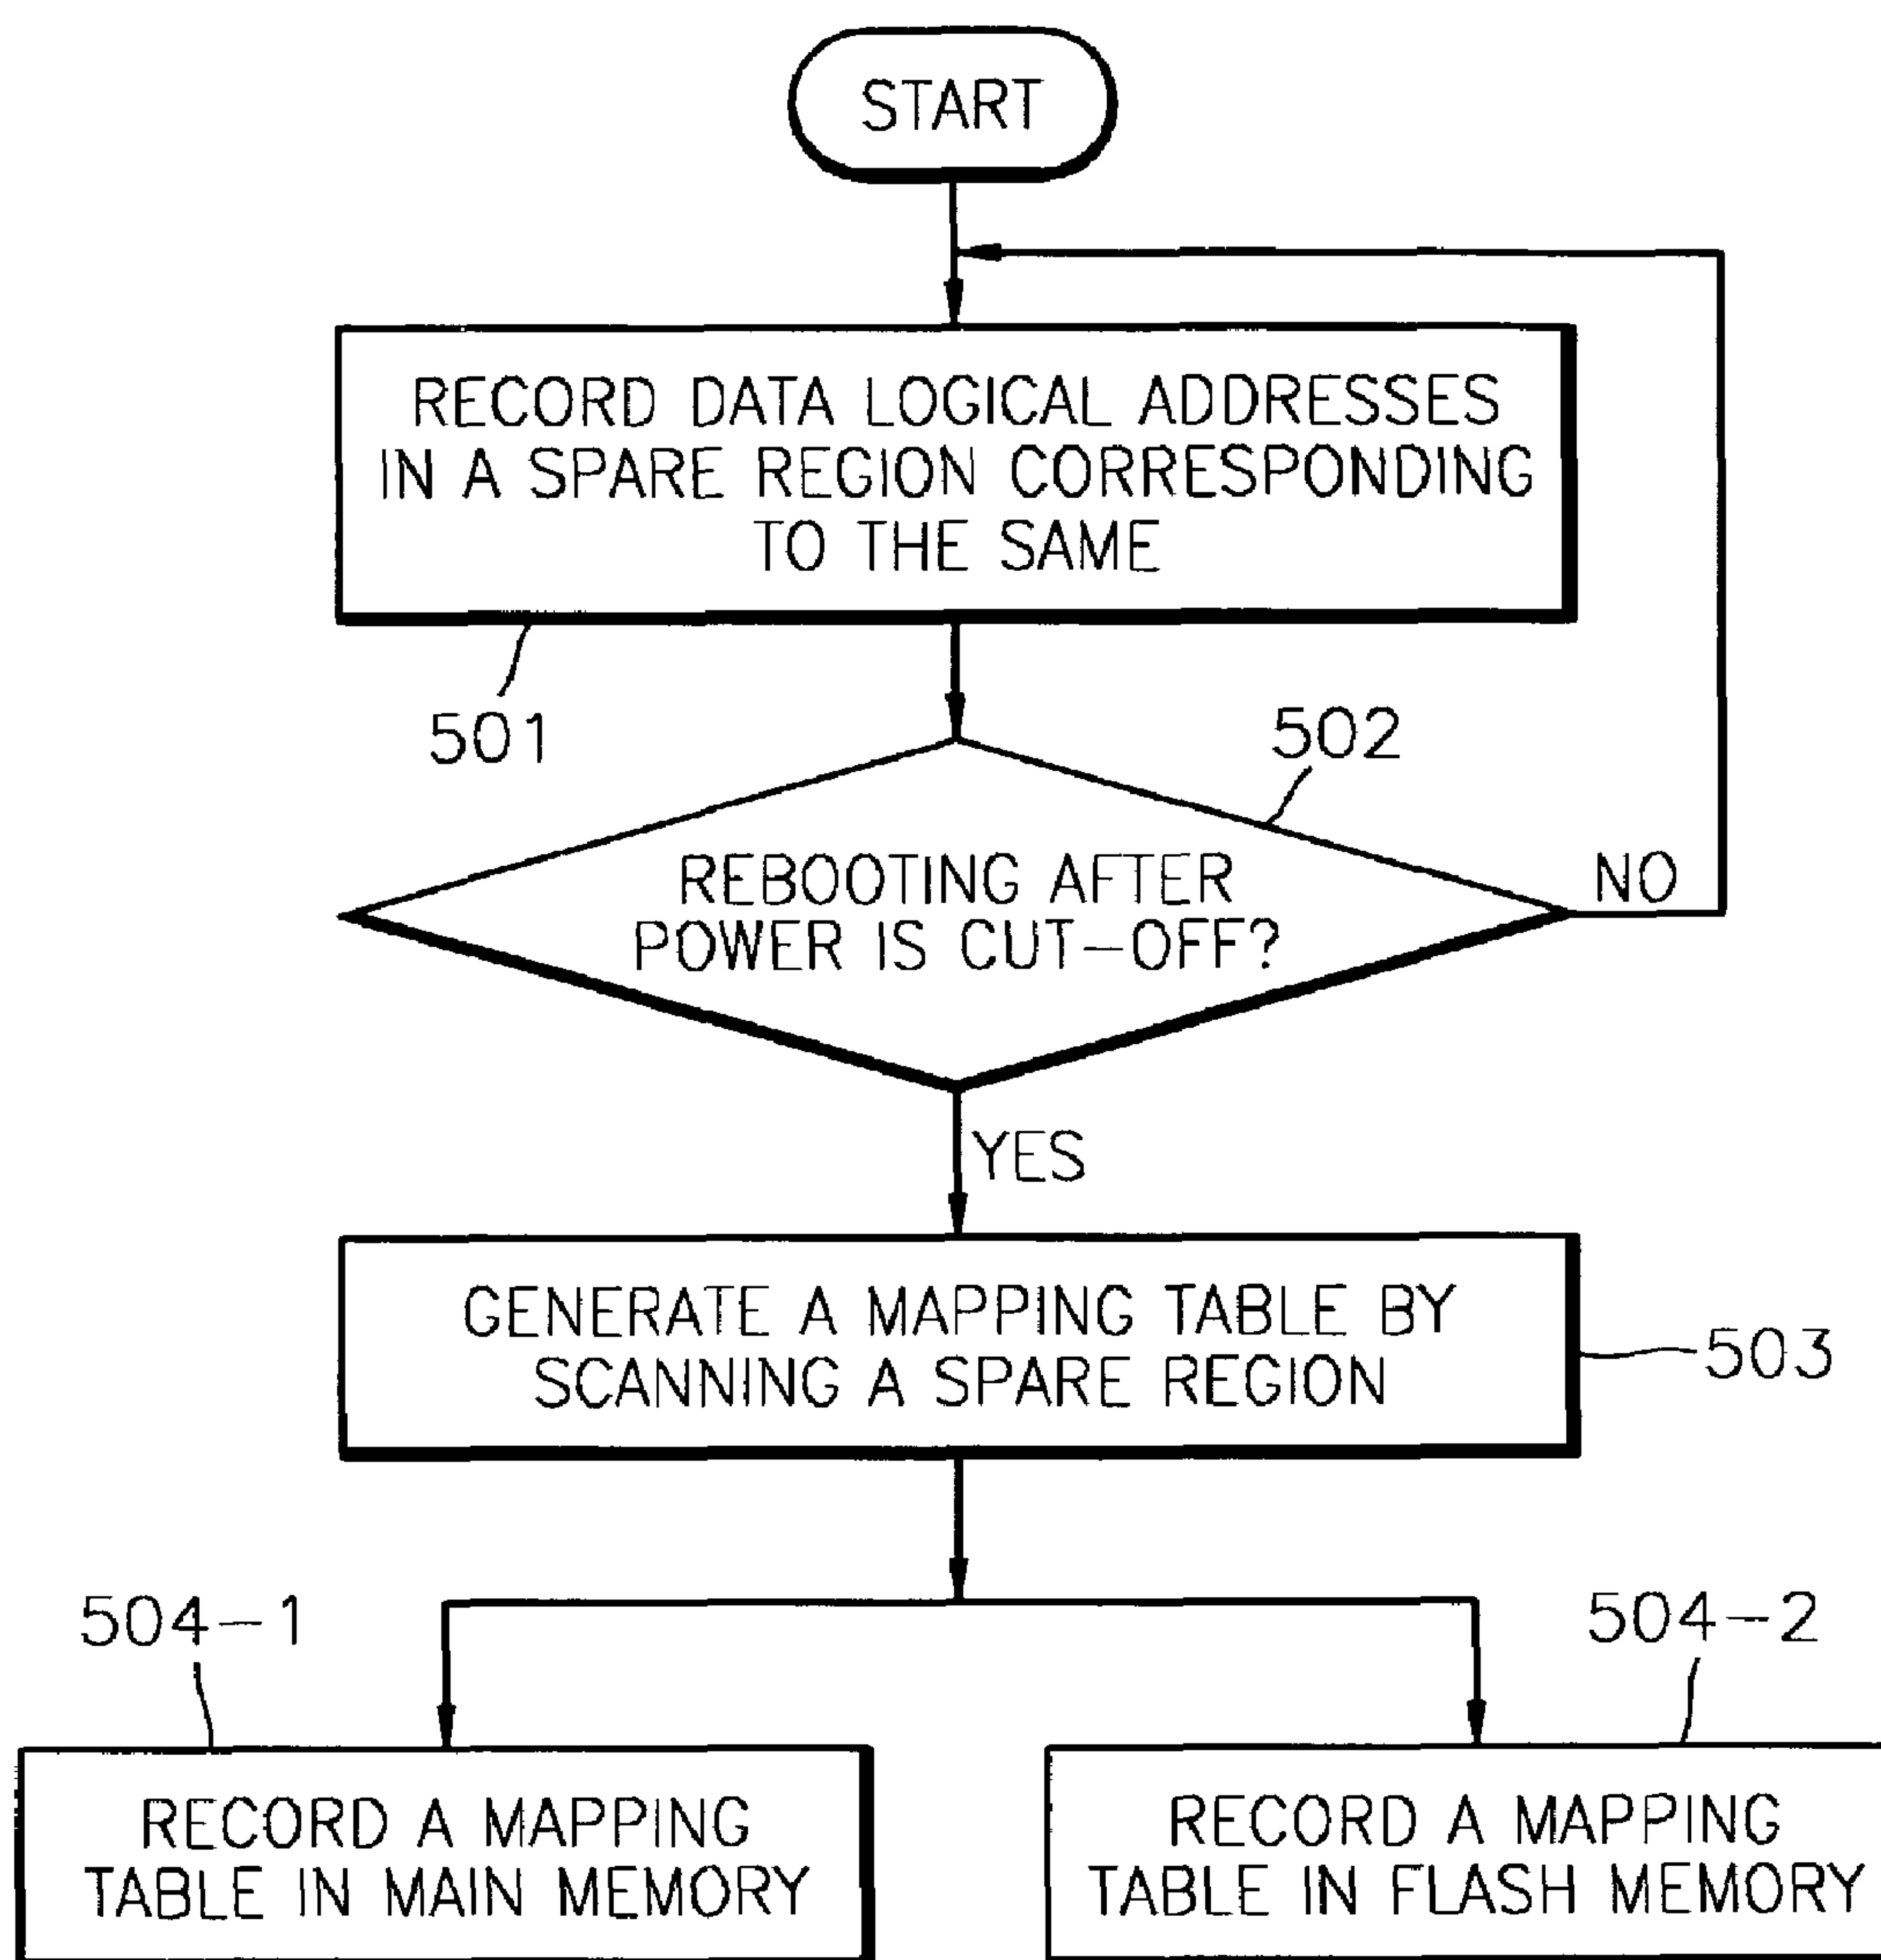 START
RECORD DATA LOGICAL ADDRESSES
IN A SPARE REGION CORRESPONDING
TO THE SAME
501
502
REBOOTING AFTER
POWER IS CUT-OFF?
NO
YES
GENERATE A MAPPING TABLE BY
SCANNING A SPARE REGION
503
504-1
504-2
RECORD A MAPPING
TABLE IN MAIN MEMORY
RECORD A MAPPING
TABLE IN FLASH MEMORY